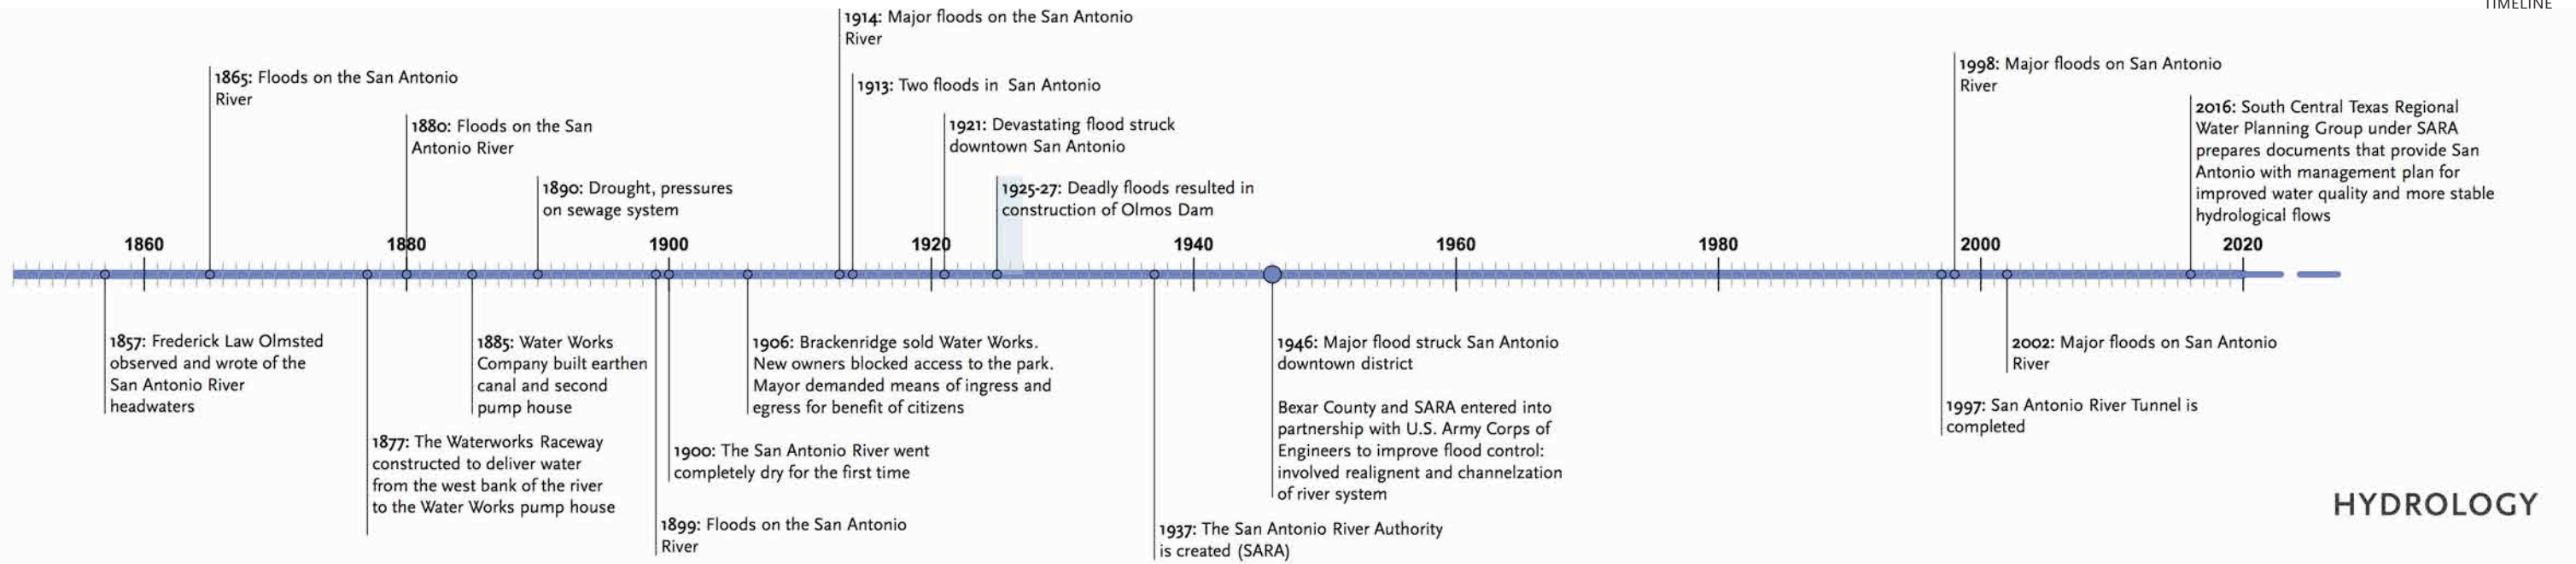 TIMELINE
1914: Major floods on the San Antonio
River
1865: Floods on the San Antonio
River
1913: Two floods in San Antonio
1998: Major floods on San Antonio
River
1880: Floods on the San
Antonio River
1921: Devastating flood struck
downtown San Antonio
2016: South Central Texas Regional
Water Planning Group under SARA
prepares documents that provide San
Antonio with management plan for
improved water quality and more stable
hydrological flows
1890: Drought, pressures
on sewage system
1925-27: Deadly floods resulted in
construction of Olmos Dam
1860
1880
1900
1920
1940
1960
1980
2000
2020
1857: Frederick Law Olmsted
observed and wrote of the
San Antonio River
headwaters
1877: The Waterworks Raceway
constructed to deliver water
from the west bank of the river
to the Water Works pump house
1885: Water Works
Company built earthen
canal and second
pump house
1899: Floods on the San Antonio
River
1900: The San Antonio River went
completely dry for the first time
1906: Brackenridge sold Water Works.
New owners blocked access to the park.
Mayor demanded means of ingress and
egress for benefit of citizens
1937: The San Antonio River Authority
is created (SARA)
1946: Major flood struck San Antonio
downtown district
Bexar County and SARA entered into
partnership with U.S. Army Corps of
Engineers to improve flood control:
involved realignent and channelzation
of river system
1997: San Antonio River Tunnel is
completed
2002: Major floods on San Antonio
River
HYDROLOGY